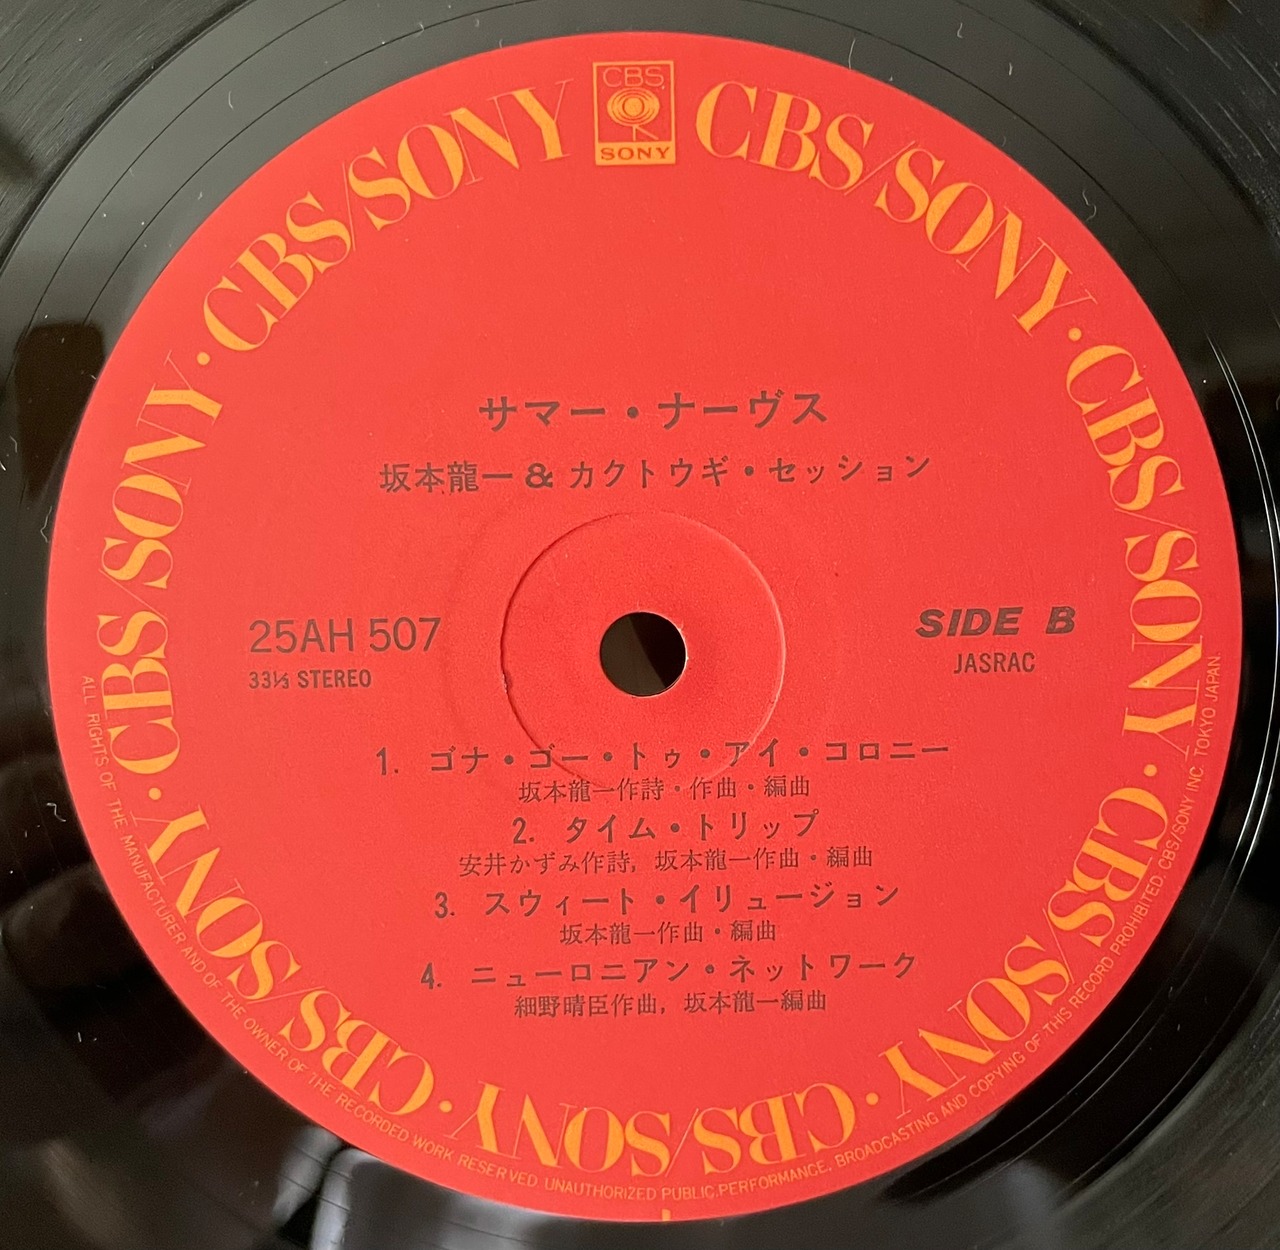 CBS
SONY
CBS/SONY・CBS/SONY・CBS/SONY・CBS/SONY・CBS/SONY・CBS/SONY・CBS/SONY・CBS/SONY
サマー・ナーヴス
坂本龍一 & カクトウギ・セッション
25AH 507
33⅓ STEREO
SIDE B
JASRAC
1. ゴナ・ゴー・トゥ・アイ・コロニー
坂本龍一作詩・作曲・編曲
2. タイム・トリップ
安井かずみ作詩, 坂本龍一作曲・編曲
3. スウィート・イリュージョン
坂本龍一作曲・編曲
4. ニューロニアン・ネットワーク
細野晴臣作曲, 坂本龍一編曲
ALL RIGHTS OF THE MANUFACTURER AND OF THE OWNER OF THE RECORDED WORK RESERVED UNAUTHORIZED PUBLIC PERFORMANCE, BROADCASTING AND COPYING OF THIS RECORD PROHIBITED. CBS/SONY INC. TOKYO JAPAN.